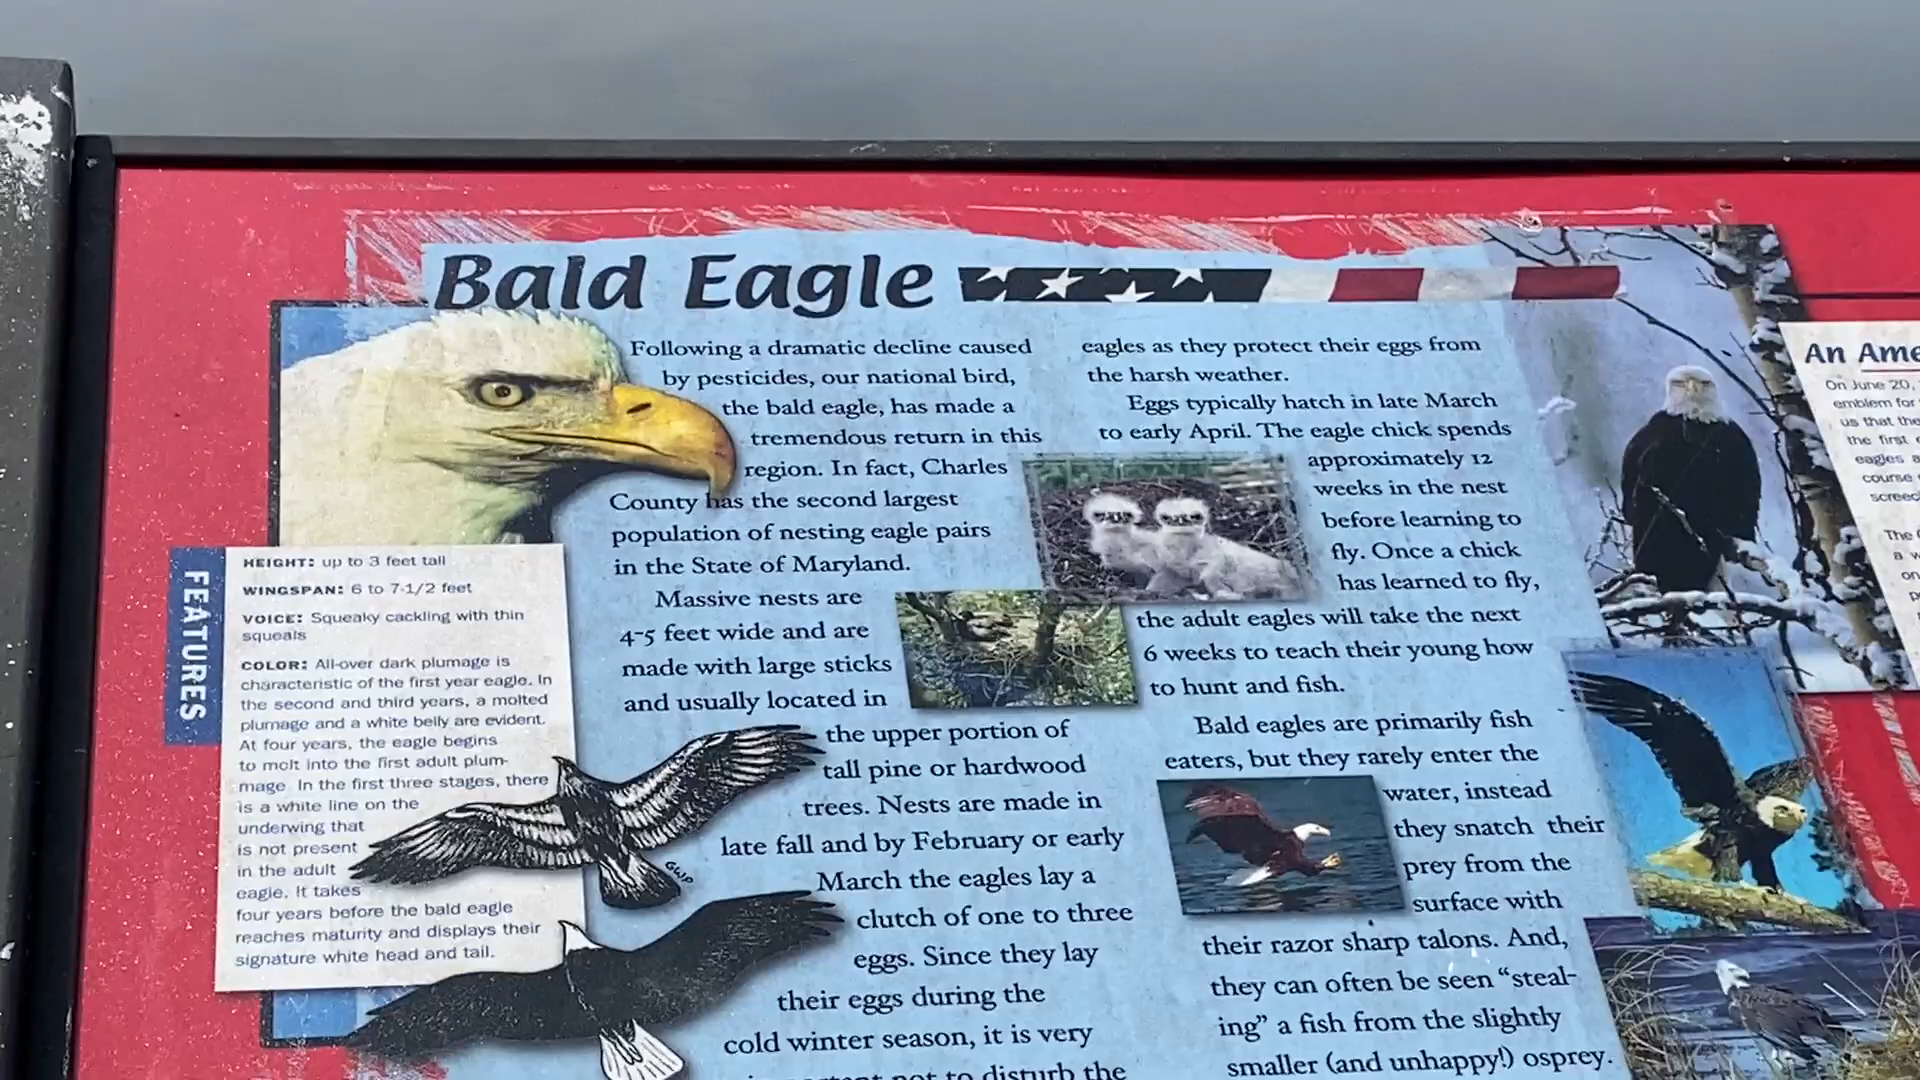 Bald Eagle
Following a dramatic decline caused
by pesticides, our national bird,
the bald eagle, has made a
tremendous return in this
region. In fact, Charles
County has the second largest
population of nesting eagle pairs
in the State of Maryland.
Massive nests are
4-5 feet wide and are
made with large sticks
and usually located in
the upper portion of
tall pine or hardwood
trees. Nests are made in
late fall and by February or early
March the eagles lay a
clutch of one to three
eggs. Since they lay
their eggs during the
cold winter season, it is very
not to disturb the
eagles as they protect their eggs from
the harsh weather.
Eggs typically hatch in late March
to early April. The eagle chick spends
approximately 12
weeks in the nest
before learning to
fly. Once a chick
has learned to fly,
the adult eagles will take the next
6 weeks to teach their young how
to hunt and fish.
Bald eagles are primarily fish
eaters, but they rarely enter the
water, instead
they snatch their
prey from the
surface with
their razor sharp talons. And,
they can often be seen “steal-
ing” a fish from the slightly
smaller (and unhappy!) osprey.
FEATURES
HEIGHT: up to 3 feet tall
WINGSPAN: 6 to 7-1/2 feet
VOICE: Squeaky cackling with thin
squeals
COLOR: All-over dark plumage is
characteristic of the first year eagle. In
the second and third years, a molted
plumage and a white belly are evident.
At four years, the eagle begins
to molt into the first adult plum-
mage In the first three stages, there
is a white line on the
underwing that
is not present
in the adult
eagle. It takes
four years before the bald eagle
reaches maturity and displays their
signature white head and tail.
GWP
An Ame
On June 20,
emblem for
us that the
the first
eagles a
course
screec
The
a w
on